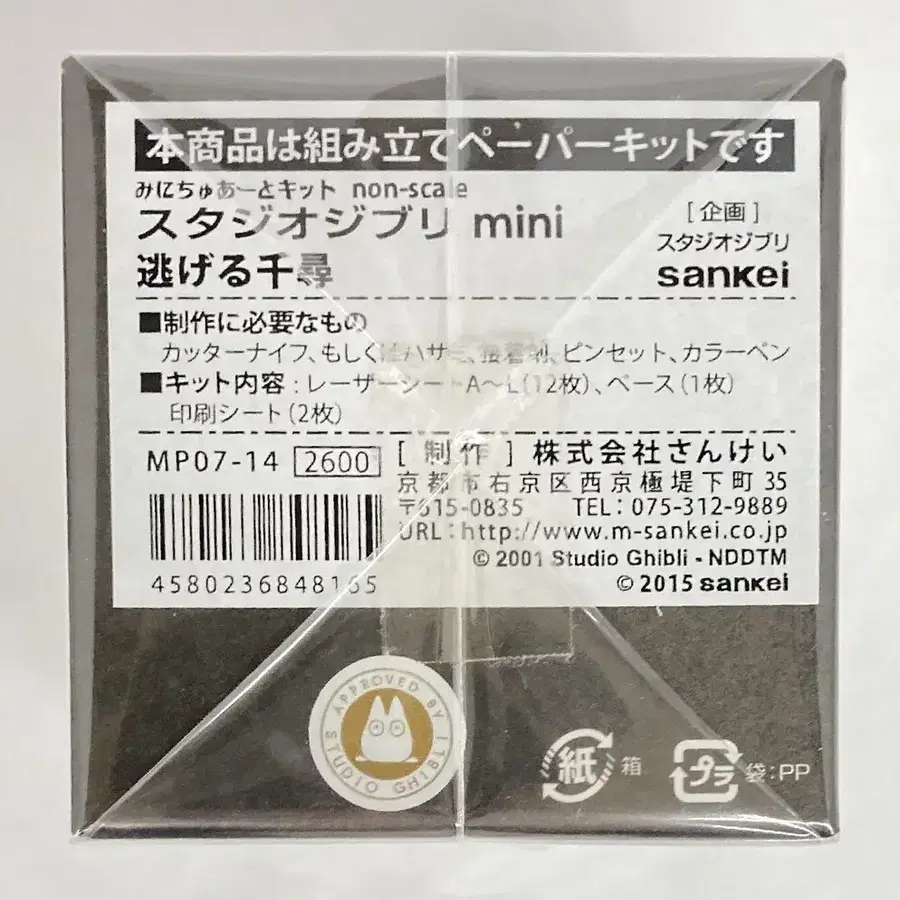 本商品は組み立てペーパーキットです
みにちゅあーとキット non-scale
スタジオジブリ mini
逃げる千尋
[企画]
スタジオジブリ
sankei
■制作に必要なもの
カッターナイフ、もしくはハサミ、接着剤、ピンセット、カラーペン
■キット内容:レーザーシートA〜L(12枚)、ベース(1枚)
印刷シート(2枚)
MP07-14 2600
[制作] 株式会社さんけい
京都市右京区西京極堤下町 35
〒615-0835 TEL:075-312-9889
URL:http://www.m-sankei.co.jp
© 2001 Studio Ghibli - NDDTM
© 2015 sankei
4580236848165
APPROVED BY STUDIO GHIBLI
紙 箱
プラ 袋:PP